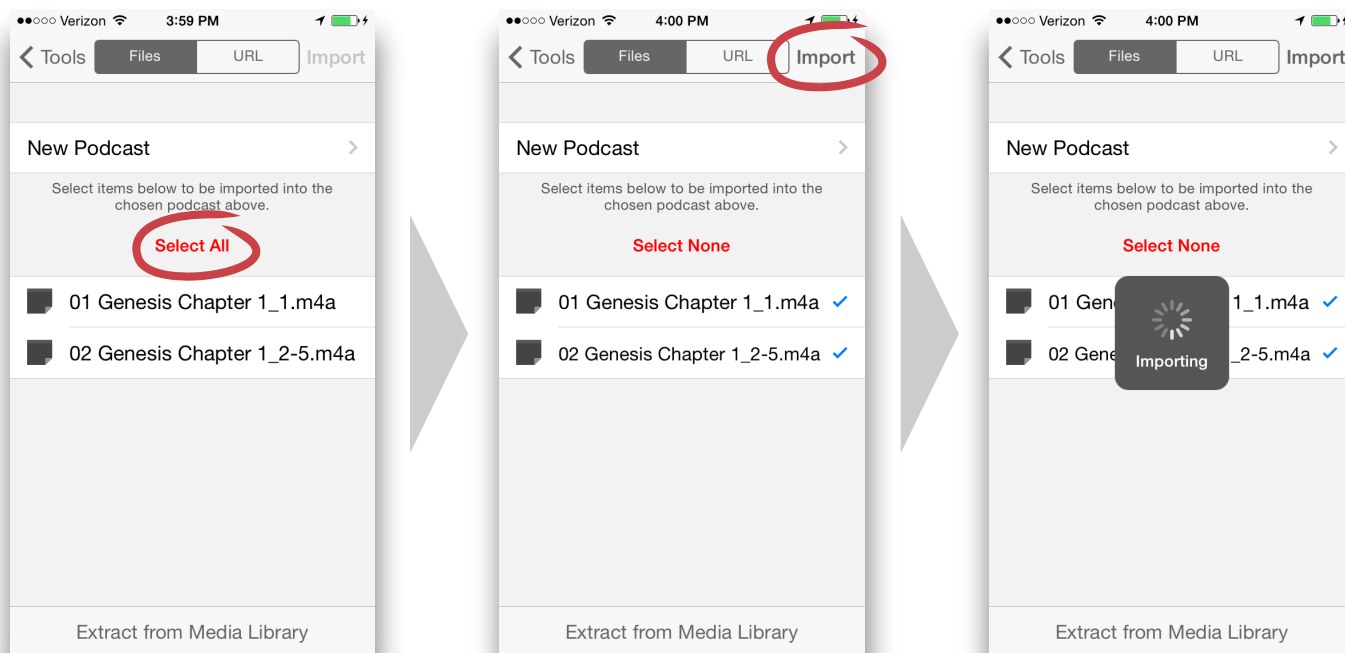 Verizon 3:59 PM
Tools Files URL Import
New Podcast
Select items below to be imported into the
chosen podcast above.
Select All
01 Genesis Chapter 1_1.m4a
02 Genesis Chapter 1_2-5.m4a
Extract from Media Library
Verizon 4:00 PM
Tools Files URL Import
New Podcast
Select items below to be imported into the
chosen podcast above.
Select None
01 Genesis Chapter 1_1.m4a
02 Genesis Chapter 1_2-5.m4a
Extract from Media Library
Verizon 4:00 PM
Tools Files URL Import
New Podcast
Select items below to be imported into the
chosen podcast above.
Select None
01 Gen 1_1.m4a
02 Gene _2-5.m4a
Importing
Extract from Media Library